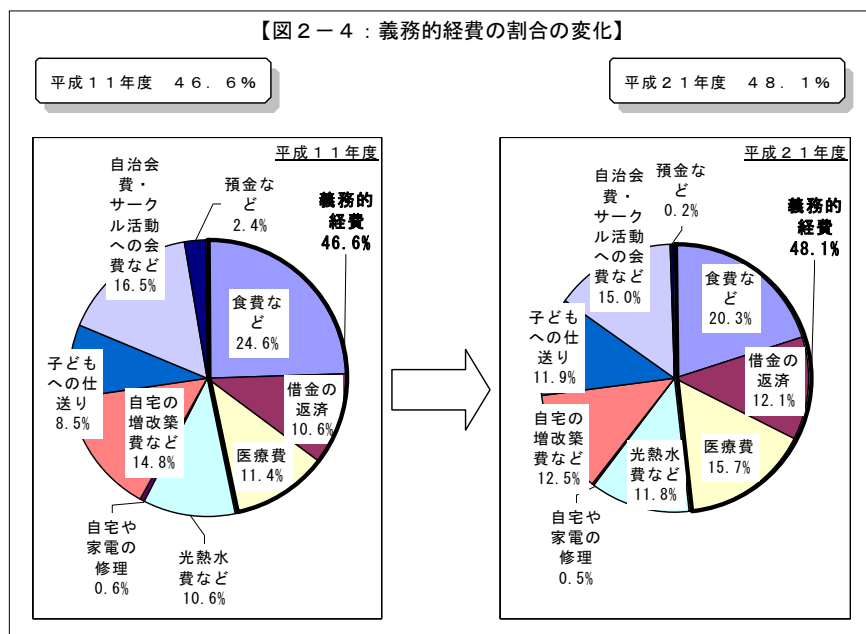 【図２－４：義務的経費の割合の変化】
平成１１年度　４６．６％
平成２１年度　４８．１％
平成１１年度
自治会
費・
サーク
ル活動
への会
費など
16.5%
預金な
ど
2.4%
義務的
経費
46.6%
食費な
ど
24.6%
借金の
返済
10.6%
医療費
11.4%
光熱水
費など
10.6%
自宅や
家電の
修理
0.6%
自宅の
増改築
費など
14.8%
子ども
への仕
送り
8.5%
平成２１年度
自治会
費・
サーク
ル活動
への会
費など
15.0%
預金な
ど
0.2%
義務的
経費
48.1%
食費な
ど
20.3%
借金の
返済
12.1%
医療費
15.7%
光熱水
費など
11.8%
自宅や
家電の
修理
0.5%
自宅の
増改築
費など
12.5%
子ども
への仕
送り
11.9%